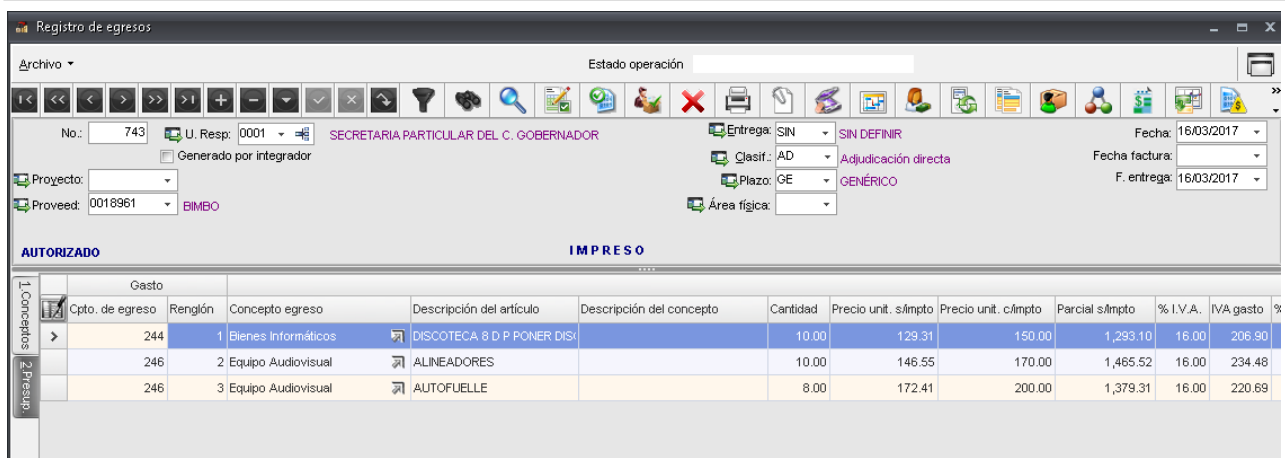 Registro de egresos
Archivo Estado operación
No.: 743 U. Resp: 0001 SECRETARIA PARTICULAR DEL C. GOBERNADOR Entrega: SIN SIN DEFINIR Fecha: 16/03/2017
Generado por integrador Clasif.: AD Adjudicación directa Fecha factura:
Proyecto: Plazo: GE GENÉRICO F. entrega: 16/03/2017
Proveed: 0018961 BIMBO Área física:
AUTORIZADO IMPRESO
1.Conceptos
2.Presup.
Gasto
Cpto. de egreso Renglón Concepto egreso Descripción del artículo Descripción del concepto Cantidad Precio unit. s/impto Precio unit. c/impto Parcial s/impto % I.V.A. IVA gasto %
244 1 Bienes Informáticos DISCOTECA 8 D P PONER DISC 10.00 129.31 150.00 1,293.10 16.00 206.90
246 2 Equipo Audiovisual ALINEADORES 10.00 146.55 170.00 1,465.52 16.00 234.48
246 3 Equipo Audiovisual AUTOFUELLE 8.00 172.41 200.00 1,379.31 16.00 220.69